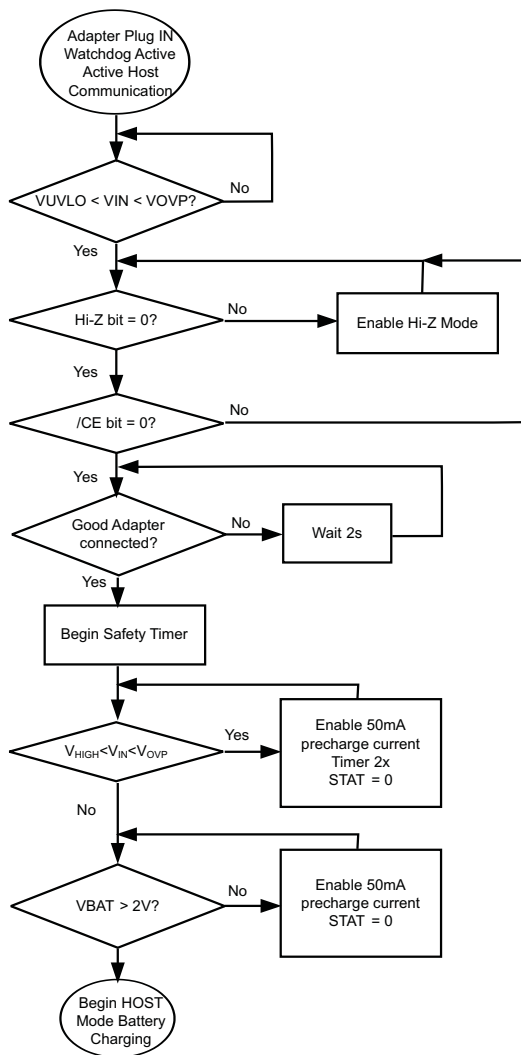 Adapter Plug IN
Watchdog Active
Active Host
Communication
No
VUVLO < VIN < VOVP?
Yes
Hi-Z bit = 0?
No
Enable Hi-Z Mode
Yes
/CE bit = 0?
No
Yes
Good Adapter
connected?
No
Wait 2s
Yes
Begin Safety Timer
VHIGH<VIN<VOVP
Yes
Enable 50mA
precharge current
Timer 2x
STAT = 0
No
VBAT > 2V?
No
Enable 50mA
precharge current
STAT = 0
Begin HOST
Mode Battery
Charging